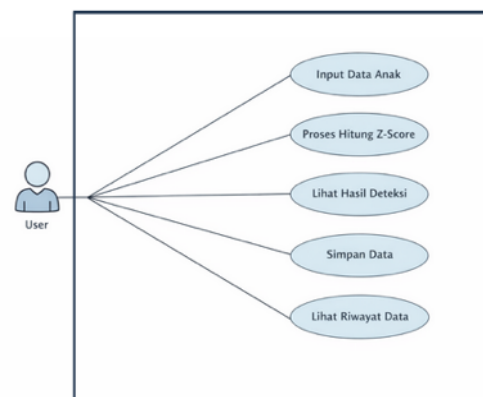 Input Data Anak
Proses Hitung Z-Score
Lihat Hasil Deteksi
User
Simpan Data
Lihat Riwayat Data